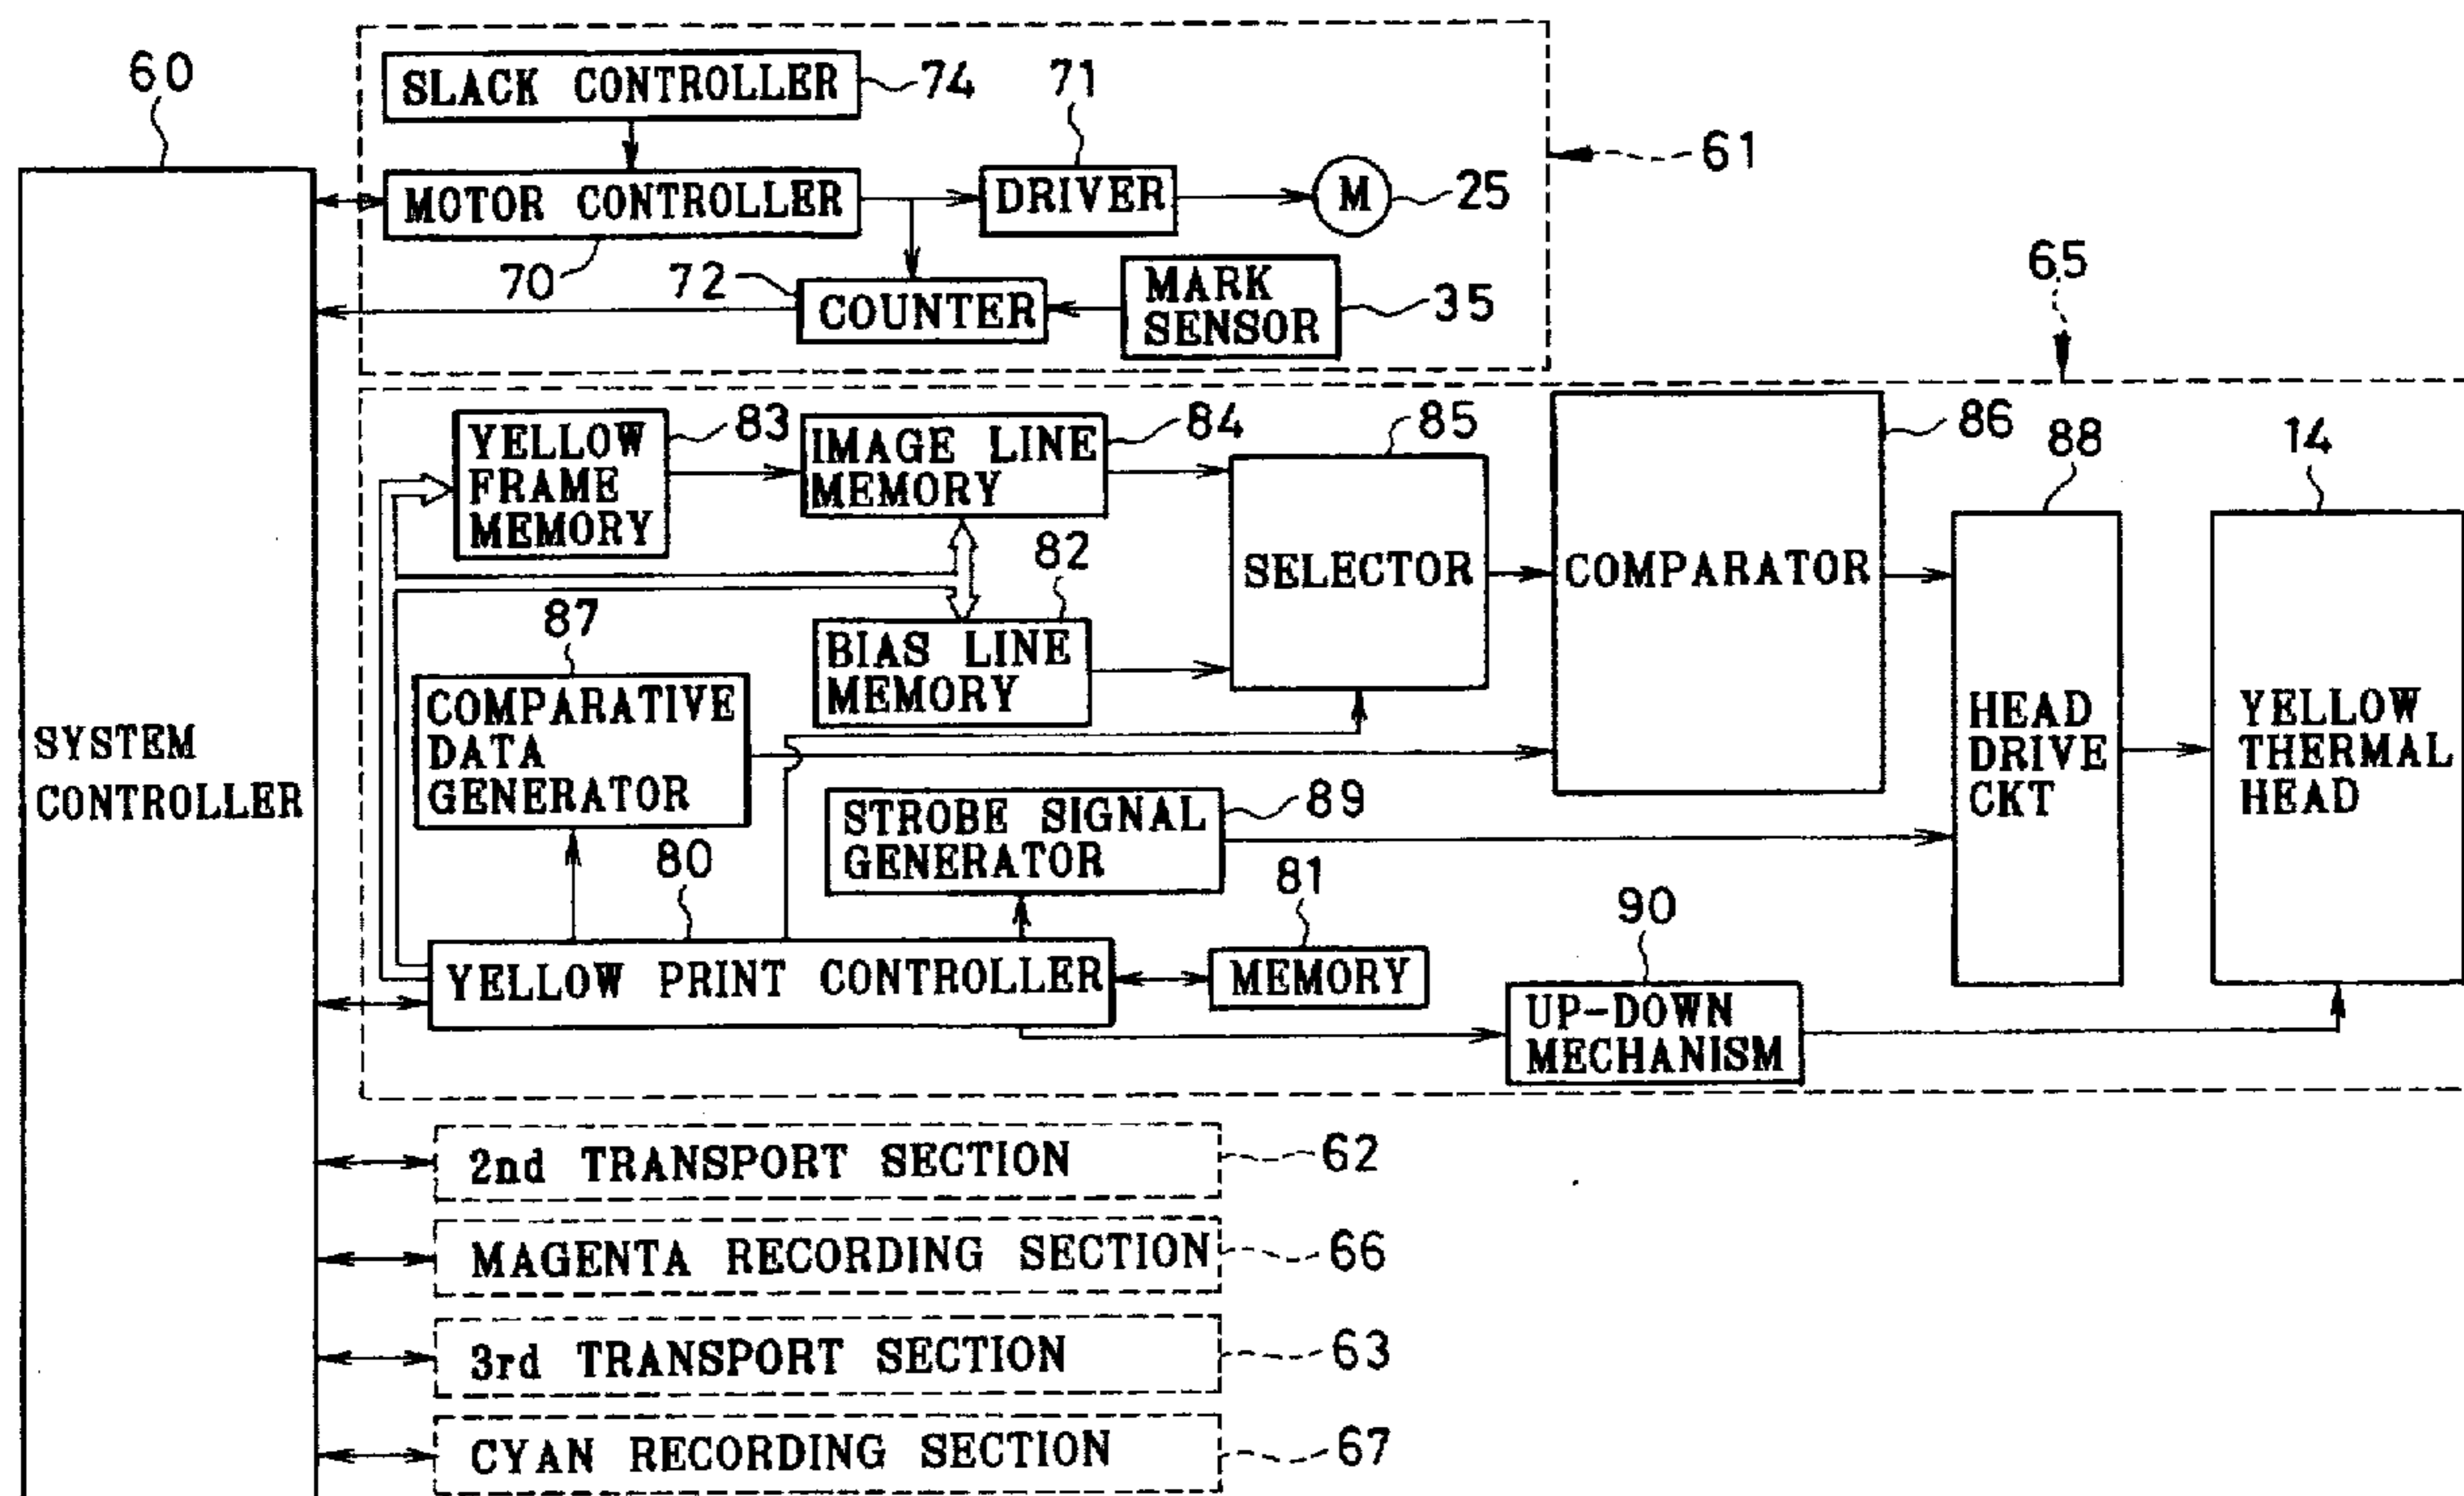 60
SLACK CONTROLLER
74
71
61
MOTOR CONTROLLER
DRIVER
M
25
70
72
COUNTER
MARK
SENSOR
35
65
YELLOW
FRAME
MEMORY
83
IMAGE LINE
MEMORY
84
85
86
88
14
SELECTOR
COMPARATOR
82
BIAS LINE
MEMORY
87
COMPARATIVE
DATA
GENERATOR
SYSTEM
CONTROLLER
HEAD
DRIVE
CKT
YELLOW
THERMAL
HEAD
STROBE SIGNAL
GENERATOR
89
80
81
90
YELLOW PRINT CONTROLLER
MEMORY
UP-DOWN
MECHANISM
2nd TRANSPORT SECTION
62
MAGENTA RECORDING SECTION
66
3rd TRANSPORT SECTION
63
CYAN RECORDING SECTION
67